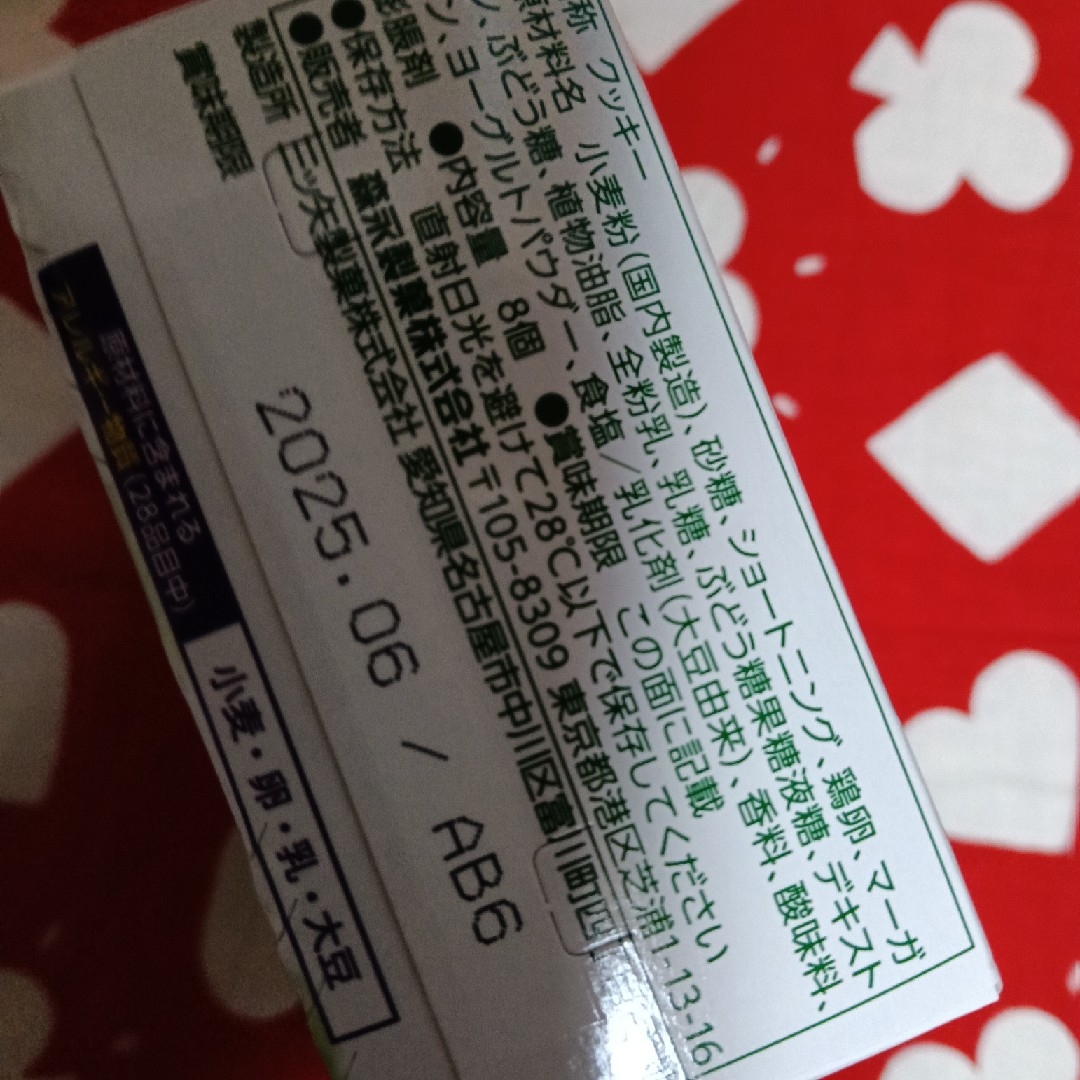 称 クッキー
原材料名 小麦粉(国内製造)、砂糖、ショートニング、鶏卵、マーガ
ン、ぶどう糖、植物油脂、全粉乳、乳糖、ぶどう糖果糖液糖、デキスト
ン、ヨーグルトパウダー、食塩/乳化剤(大豆由来)、香料、酸味料、
膨脹剤 ●内容量 8個 ●賞味期限 この面に記載
●保存方法 直射日光を避けて28℃以下で保存してください
●販売者 森永製菓株式会社 〒105-8309 東京都港区芝浦1-13-16
製造所 三ッ矢製菓株式会社 愛知県名古屋市中川区富川町四
賞味期限
2025.06 / AB6
原材料に含まれる
アレルギー物質(28品目中)
小麦・卵・乳・大豆